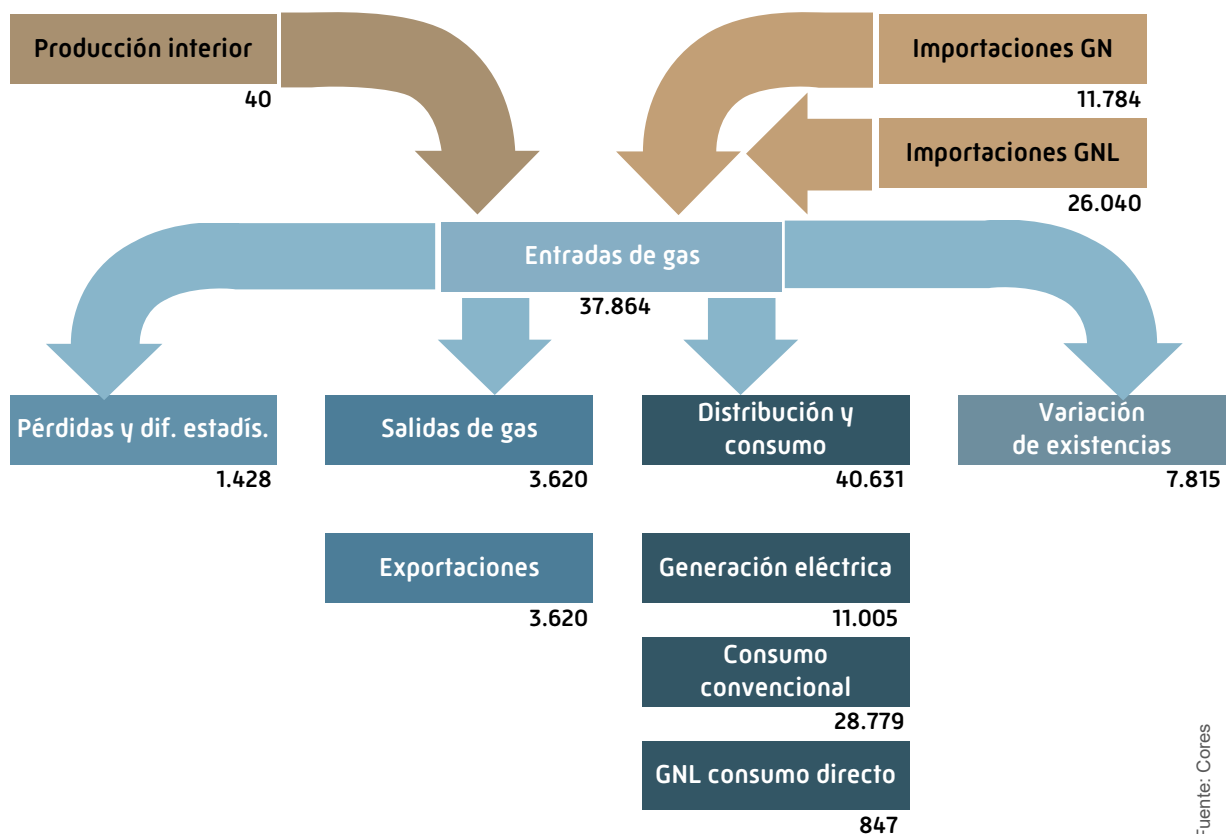 Producción interior
40
Importaciones GN
11.784
Importaciones GNL
26.040
Entradas de gas
37.864
Pérdidas y dif. estadís.
1.428
Salidas de gas
3.620
Distribución y
consumo
40.631
Variación
de existencias
7.815
Exportaciones
3.620
Generación eléctrica
11.005
Consumo
convencional
28.779
GNL consumo directo
847
Fuente: Cores